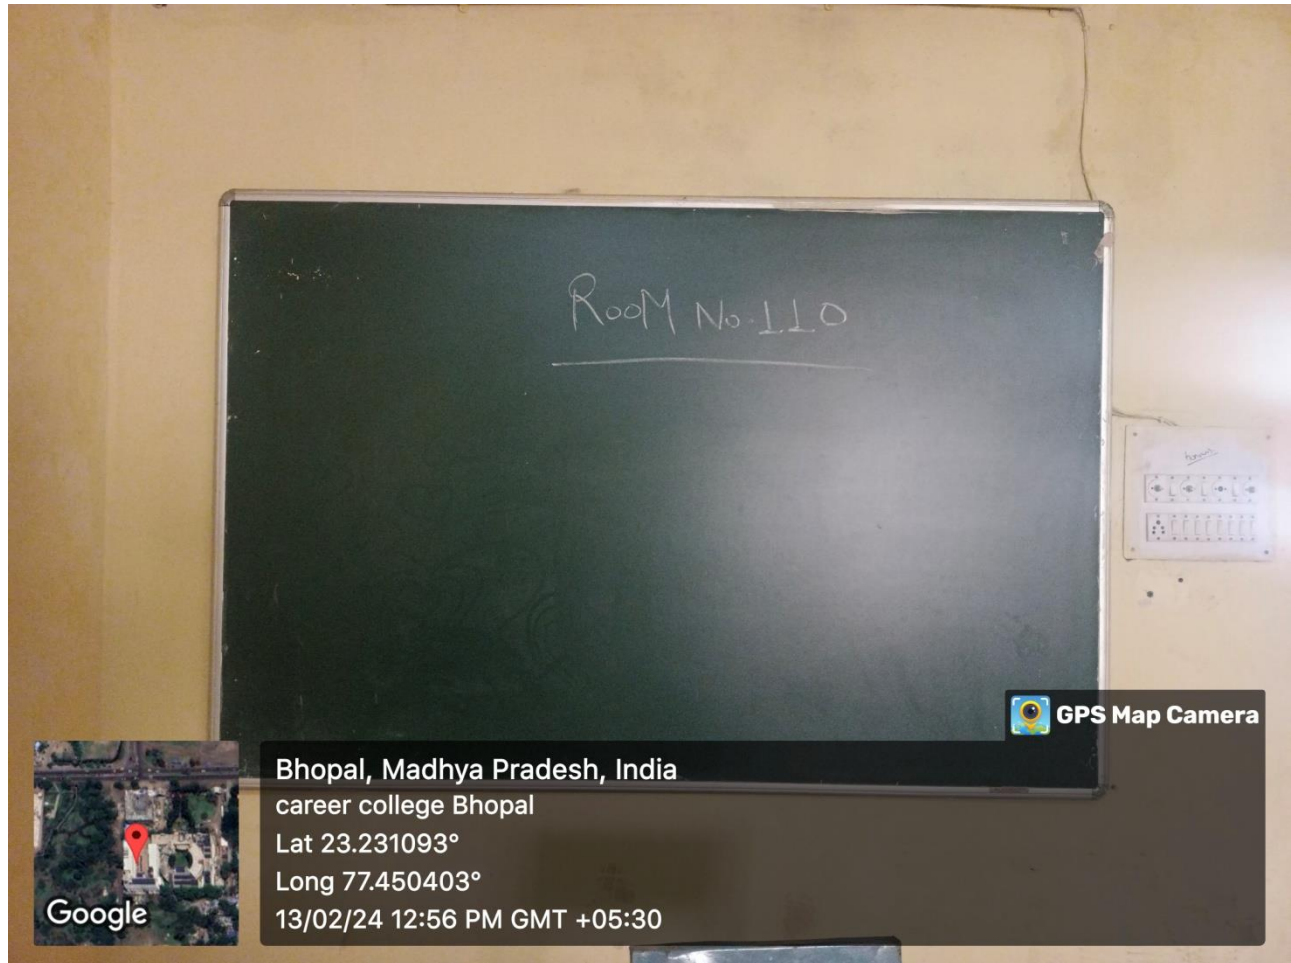 RooM No. 110
GPS Map Camera
Bhopal, Madhya Pradesh, India
career college Bhopal
Lat 23.231093°
Long 77.450403°
13/02/24 12:56 PM GMT +05:30
Google